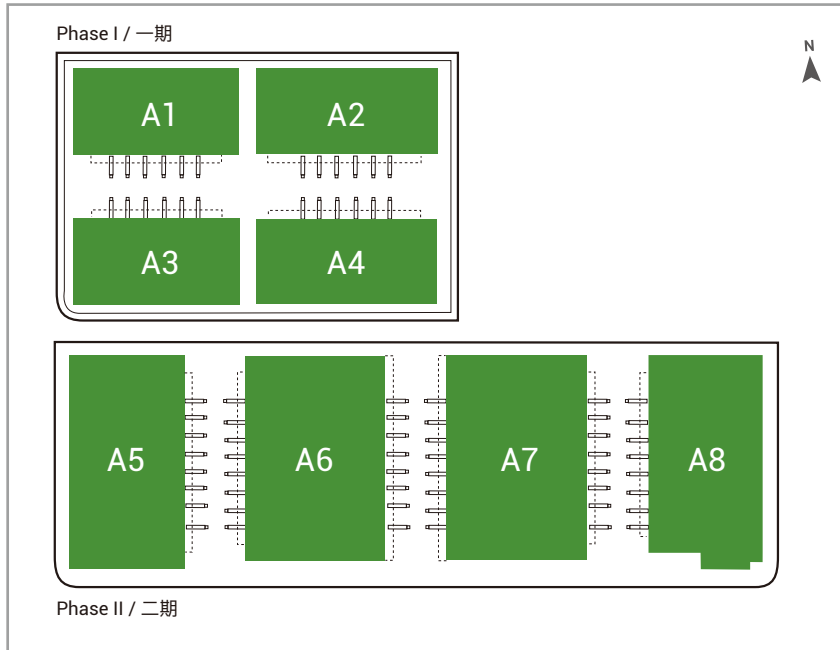 Phase I / 一期
N
A1
A2
A3
A4
A5
A6
A7
A8
Phase II / 二期